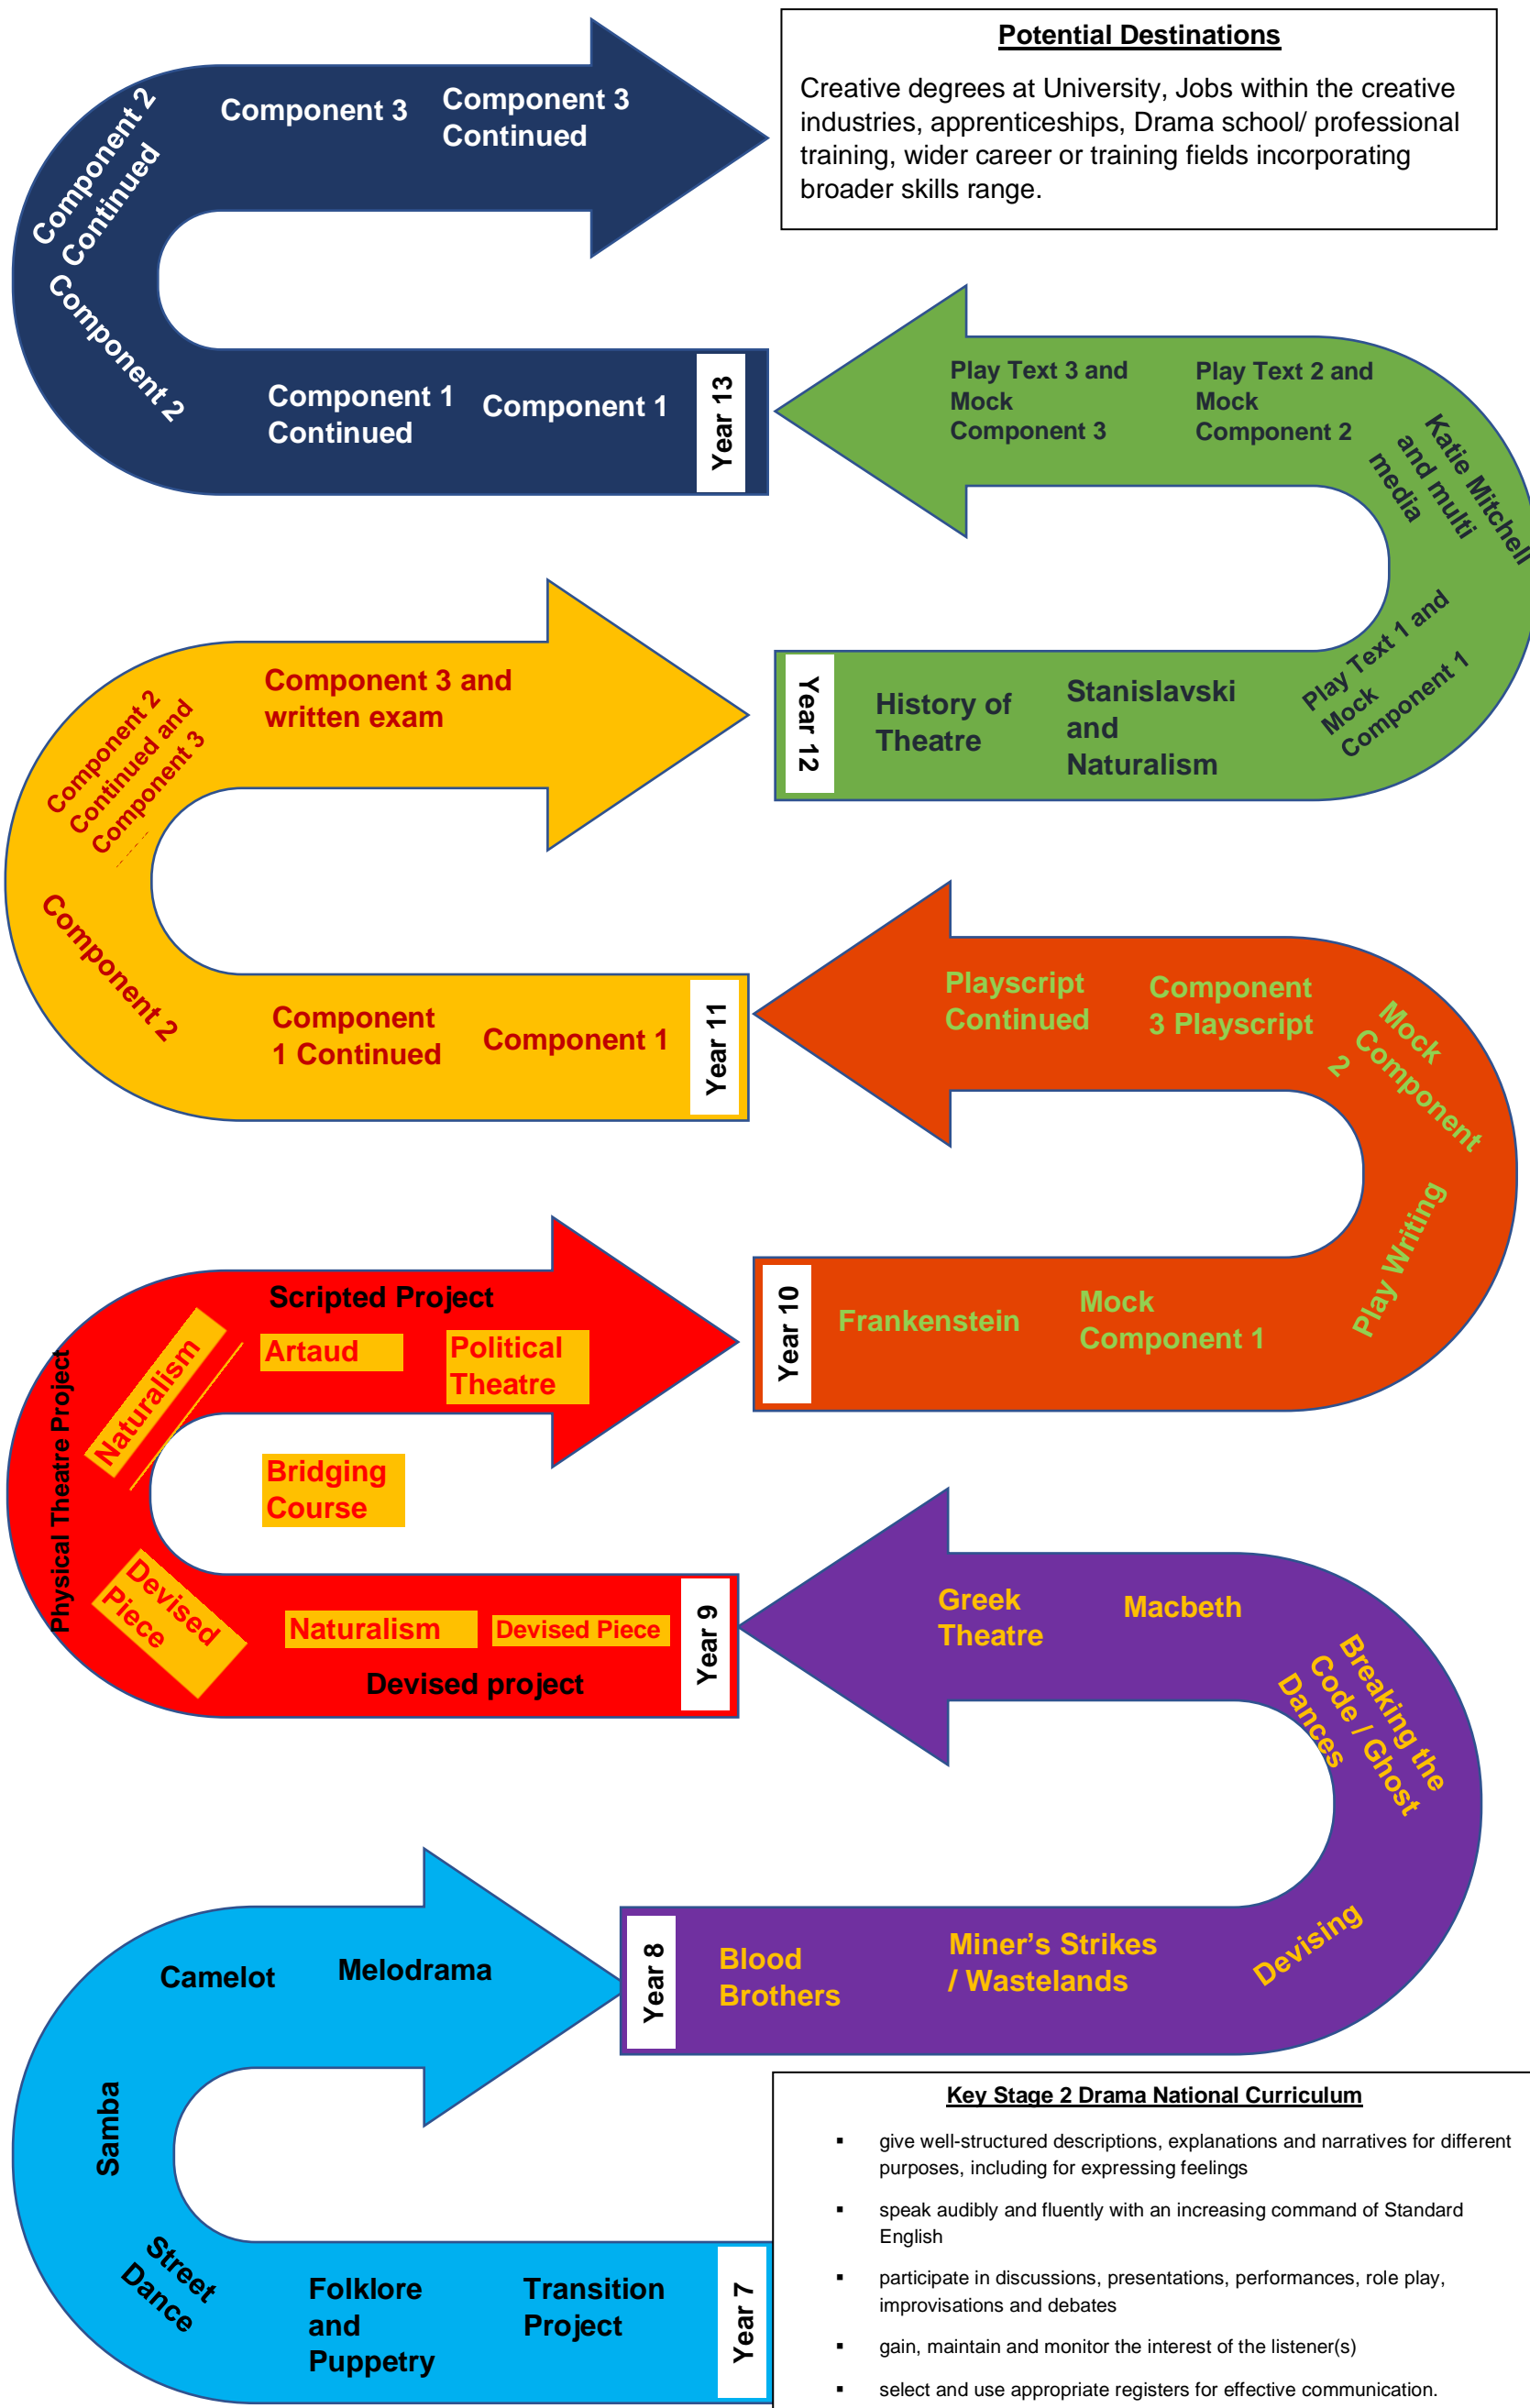 Potential Destinations
Creative degrees at University, Jobs within the creative
industries, apprenticeships, Drama school/ professional
training, wider career or training fields incorporating
broader skills range.
Component 2
Continued
Component 3
Component 3
Continued
Component 2
Component 1
Continued
Component 1
Year 13
Play Text 3 and
Mock
Component 3
Play Text 2 and
Mock
Component 2
Katie Mitchell
and multi
media
Play Text 1 and
Mock
Component 1
Stanislavski
and
Naturalism
History of
Theatre
Year 12
Component 3 and
written exam
Component 2
Continued and
Component 3
Component 2
Component
1 Continued
Component 1
Year 11
Playscript
Continued
Component
3 Playscript
Mock
Component
2
Play Writing
Mock
Component 1
Frankenstein
Year 10
Scripted Project
Artaud
Political
Theatre
Naturalism
Physical Theatre Project
Bridging
Course
Devised
Piece
Naturalism
Devised Piece
Devised project
Year 9
Greek
Theatre
Macbeth
Breaking the
Code / Ghost
Dances
Devising
Miner's Strikes
/ Wastelands
Blood
Brothers
Year 8
Melodrama
Camelot
Samba
Street
Dance
Folklore
and
Puppetry
Transition
Project
Year 7
Key Stage 2 Drama National Curriculum
▪ give well-structured descriptions, explanations and narratives for different
purposes, including for expressing feelings
▪ speak audibly and fluently with an increasing command of Standard
English
▪ participate in discussions, presentations, performances, role play,
improvisations and debates
▪ gain, maintain and monitor the interest of the listener(s)
▪ select and use appropriate registers for effective communication.